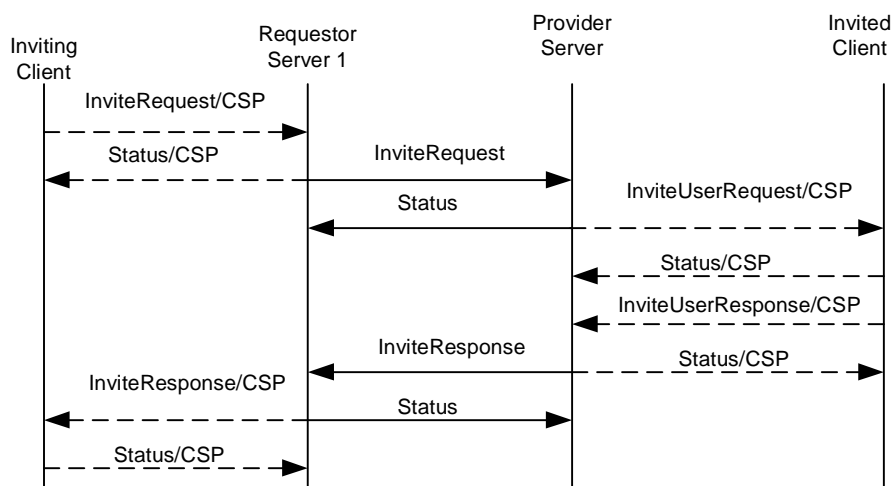 Inviting
Client
Requestor
Server 1
Provider
Server
Invited
Client
InviteRequest/CSP
Status/CSP
InviteRequest
Status
InviteUserRequest/CSP
Status/CSP
InviteUserResponse/CSP
InviteResponse
Status/CSP
InviteResponse/CSP
Status
Status/CSP